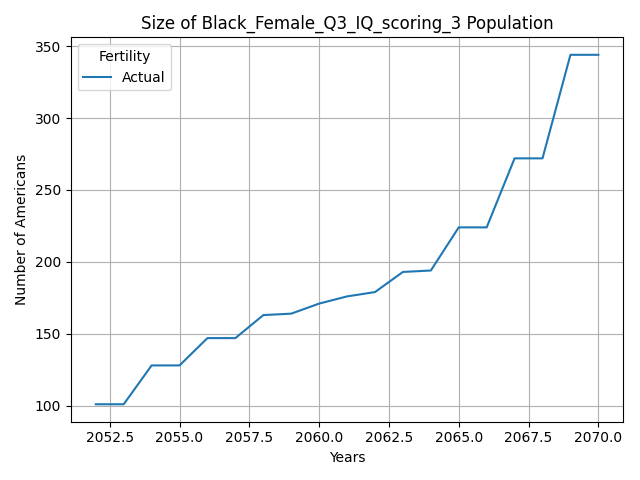 Size of Black_Female_Q3_IQ_scoring_3 Population
Fertility
Actual
Number of Americans
350
300
250
200
150
100
2052.5 2055.0 2057.5 2060.0 2062.5 2065.0 2067.5 2070.0
Years